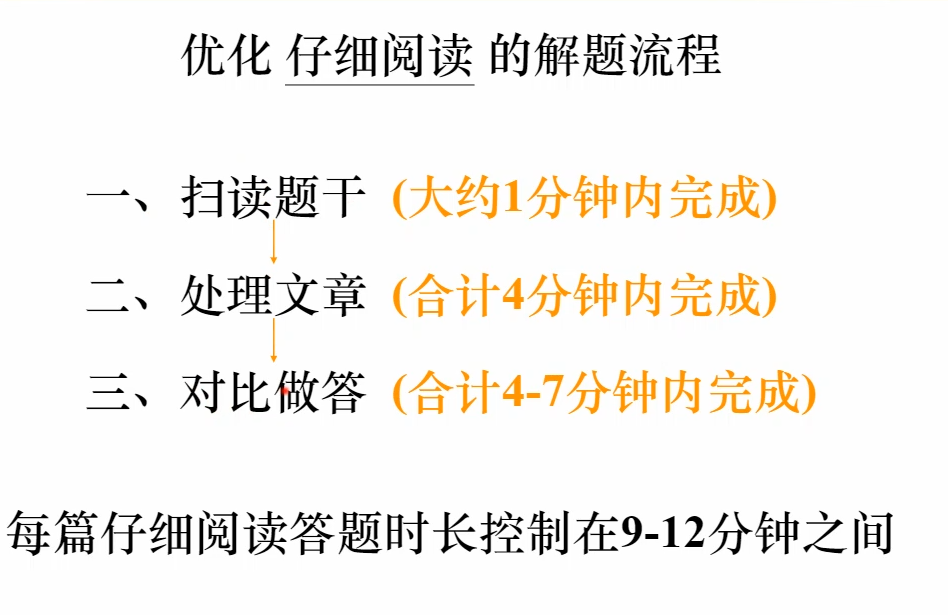 优化 仔细阅读 的解题流程
一、扫读题干 (大约1分钟内完成)
二、处理文章 (合计4分钟内完成)
三、对比做答 (合计4-7分钟内完成)
每篇仔细阅读答题时长控制在9-12分钟之间